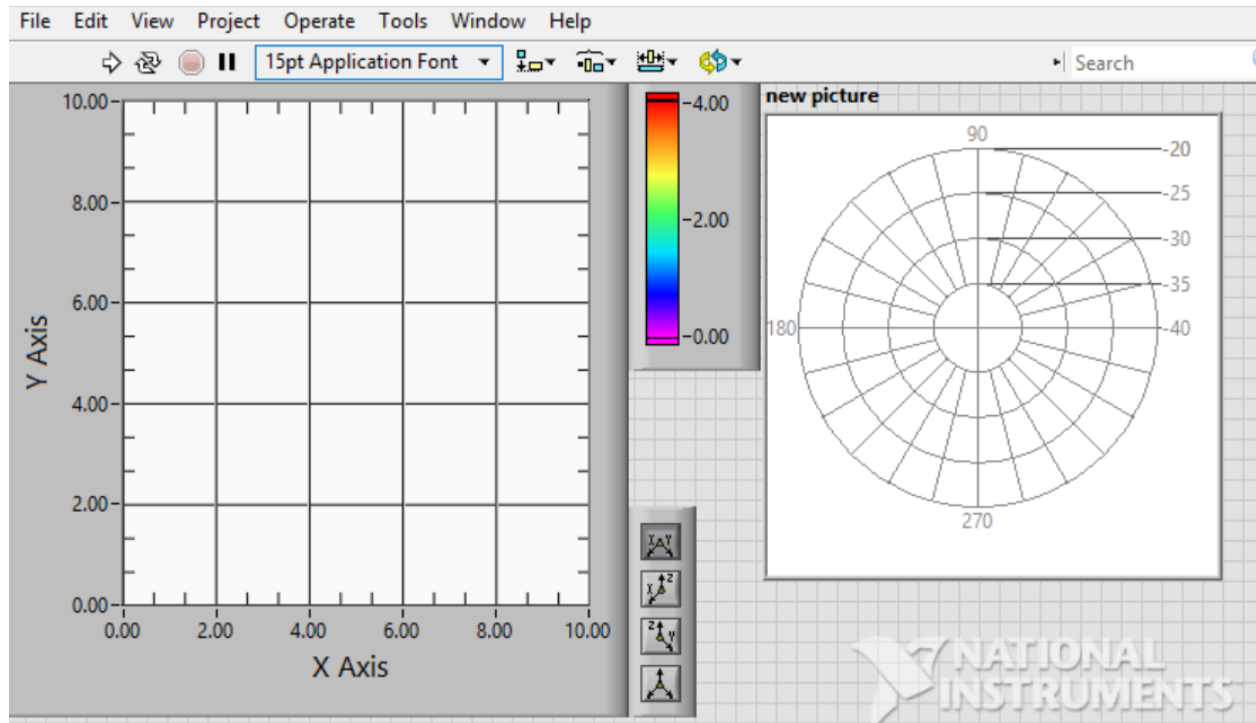 File Edit View Project Operate Tools Window Help
15pt Application Font
Search
10.00
8.00
6.00
4.00
2.00
0.00
Y Axis
0.00 2.00 4.00 6.00 8.00 10.00
X Axis
4.00
2.00
0.00
X Y
X Z
Z Y
new picture
90
180
270
-20
-25
-30
-35
-40
NATIONAL
INSTRUMENTS